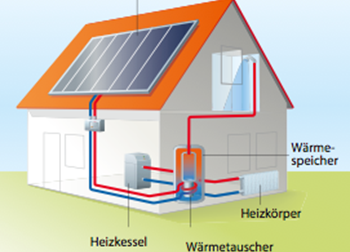 Wärme-
speicher
Heizkörper
Heizkessel
Wärmetauscher